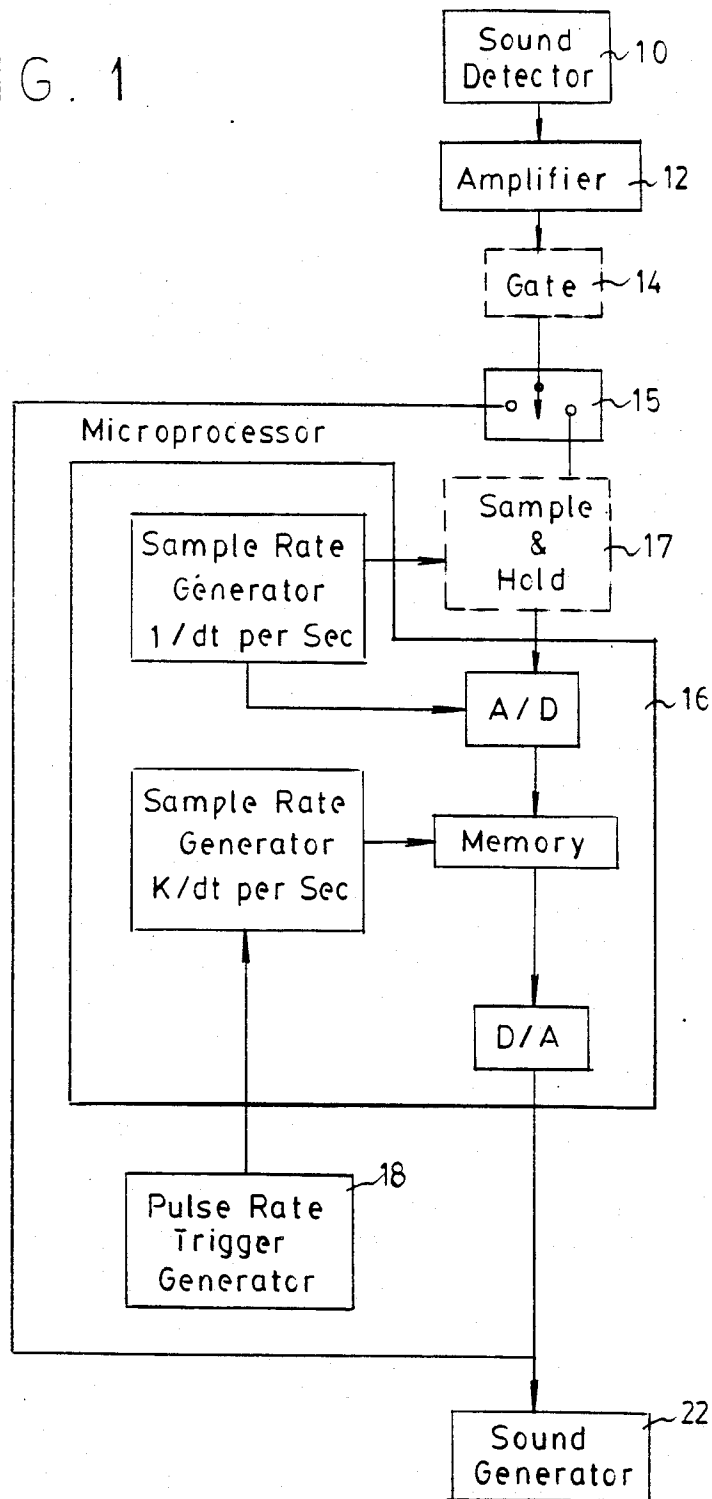 IG. 1
Sound
Detector
10
Amplifier
12
Gate
14
15
Microprocessor
Sample
&
Hold
17
Sample Rate
Generator
1/dt per Sec
A/D
16
Sample Rate
Generator
K/dt per Sec
Memory
D/A
Pulse Rate
Trigger
Generator
18
Sound
Generator
22